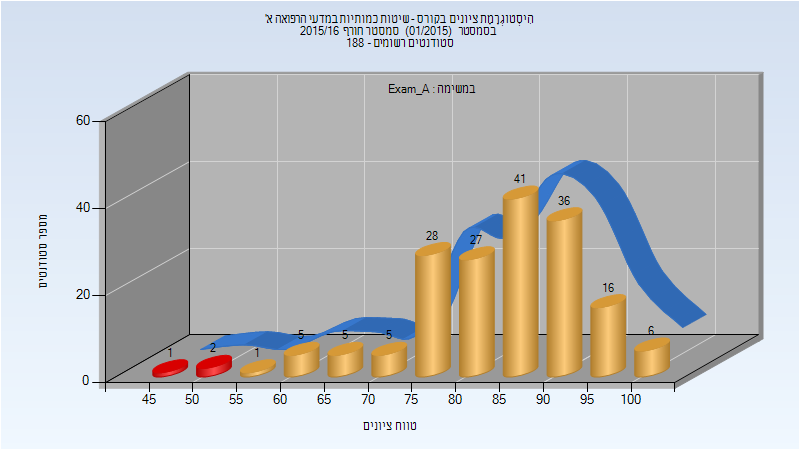 היסטוגרמת ציונים בקורס - שיטות כמותיות במדעי הרפואה א'
בסמסטר (01/2015) סמסטר חורף 2015/16
סטודנטים רשומים - 188
במשימה : Exam_A
מספר סטודנטים
60
40
20
0
1
2
1
5
5
5
28
27
41
36
16
6
45 50 55 60 65 70 75 80 85 90 95 100
טווח ציונים